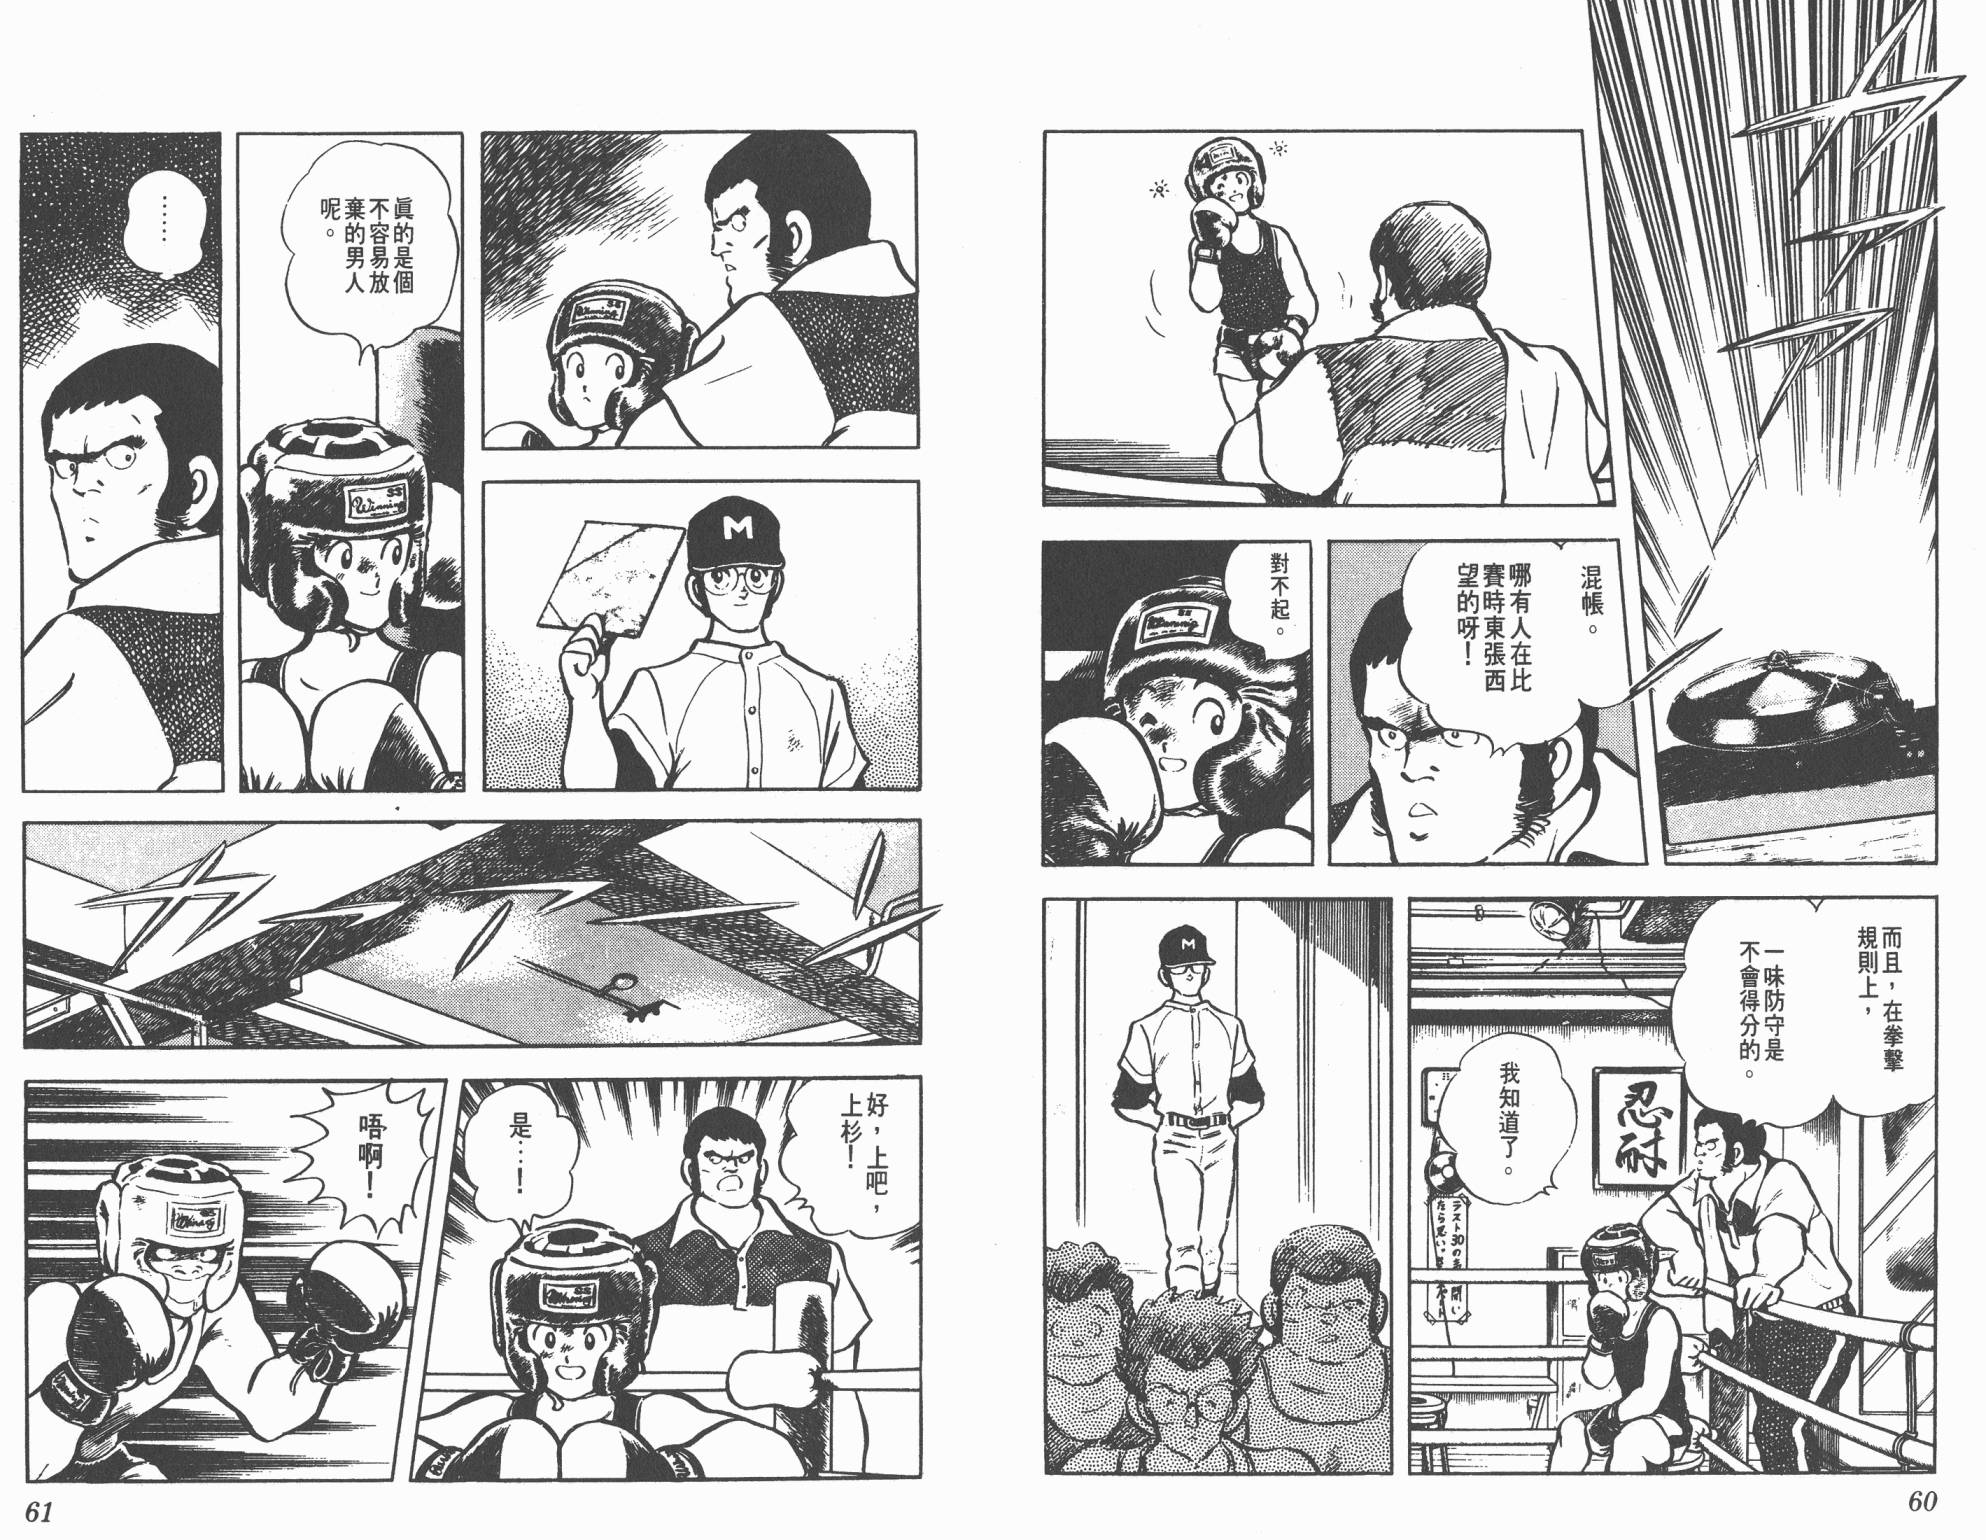 混帳。
哪有人在比
賽時東張西
望的呀！
對不起。
Winning
而且，在拳擊
規則上，
一味防守是
不會得分的。
我知道了。
忍耐
M
60
眞的是個
不容易放
棄的男人
呢。
……
SS
Winning
M
好，上吧，
上杉！
是…！
唔啊！
61